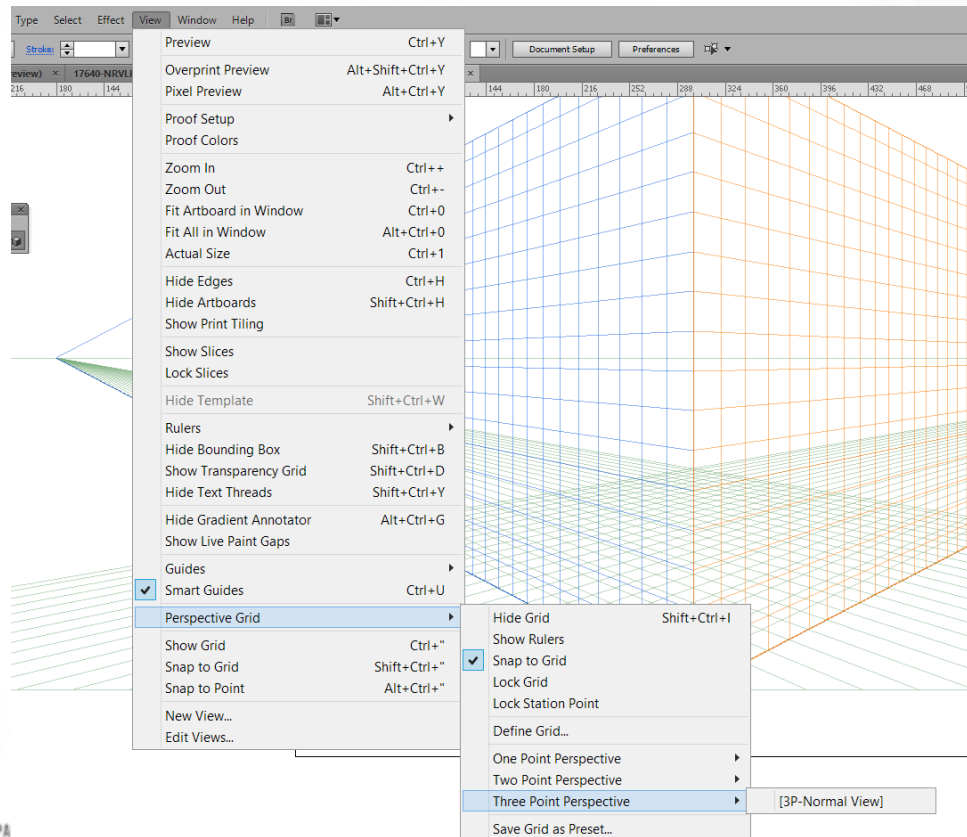 Type Select Effect View Window Help Br
Stroke: Document Setup Preferences
eview) × 17640-NRVL ×
216 180 144 144 180 216 252 288 324 360 396 432 468
Preview Ctrl+Y
Overprint Preview Alt+Shift+Ctrl+Y
Pixel Preview Alt+Ctrl+Y
Proof Setup
Proof Colors
Zoom In Ctrl++
Zoom Out Ctrl+-
Fit Artboard in Window Ctrl+0
Fit All in Window Alt+Ctrl+0
Actual Size Ctrl+1
Hide Edges Ctrl+H
Hide Artboards Shift+Ctrl+H
Show Print Tiling
Show Slices
Lock Slices
Hide Template Shift+Ctrl+W
Rulers
Hide Bounding Box Shift+Ctrl+B
Show Transparency Grid Shift+Ctrl+D
Hide Text Threads Shift+Ctrl+Y
Hide Gradient Annotator Alt+Ctrl+G
Show Live Paint Gaps
Guides
Smart Guides Ctrl+U
Perspective Grid
Show Grid Ctrl+"
Snap to Grid Shift+Ctrl+"
Snap to Point Alt+Ctrl+"
New View...
Edit Views...
Hide Grid Shift+Ctrl+I
Show Rulers
Snap to Grid
Lock Grid
Lock Station Point
Define Grid...
One Point Perspective
Two Point Perspective
Three Point Perspective [3P-Normal View]
Save Grid as Preset...